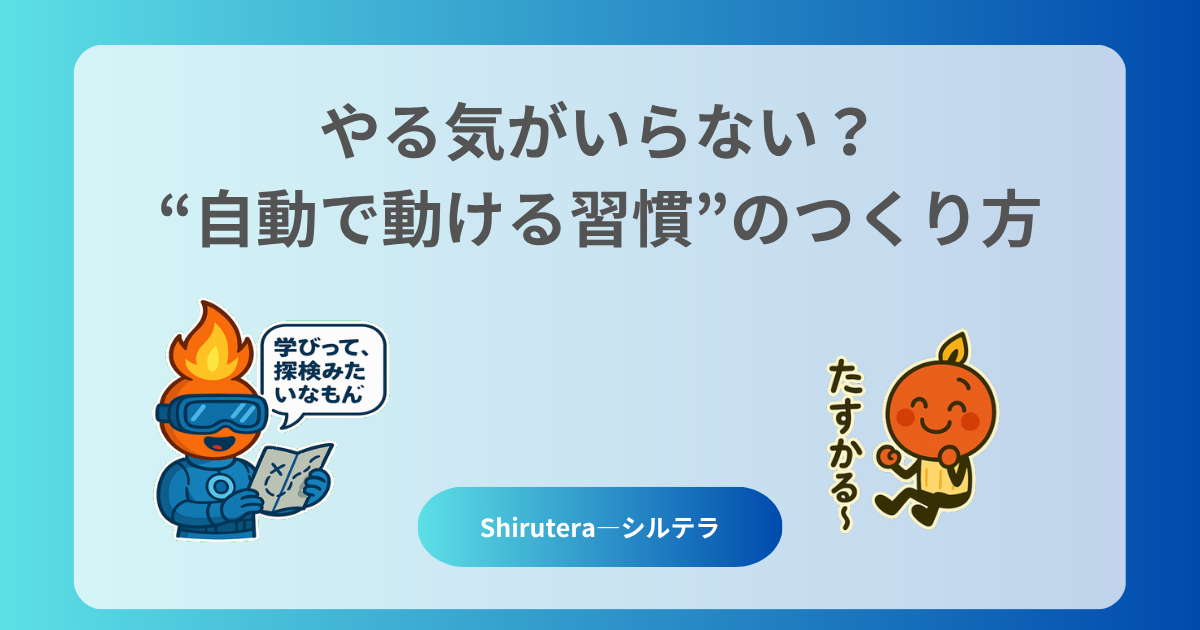 やる気がいらない？
“自動で動ける習慣”のつくり方
学びって、
探検みた
いなもん
たすかる～
Shirutera―シルテラ